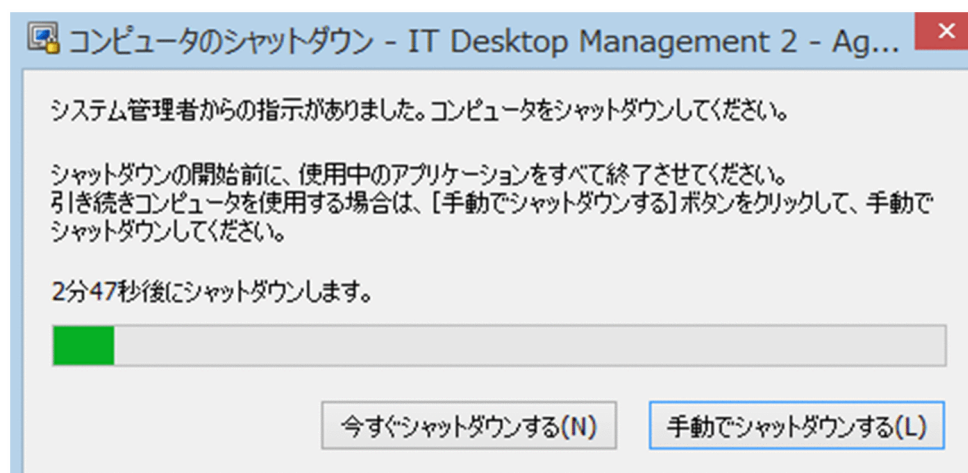 コンピュータのシャットダウン - IT Desktop Management 2 - Ag...
システム管理者からの指示がありました。コンピュータをシャットダウンしてください。
シャットダウンの開始前に、使用中のアプリケーションをすべて終了させてください。
引き続きコンピュータを使用する場合は、[手動でシャットダウンする]ボタンをクリックして、手動で
シャットダウンしてください。
2分47秒後にシャットダウンします。
今すぐシャットダウンする(N)
手動でシャットダウンする(L)